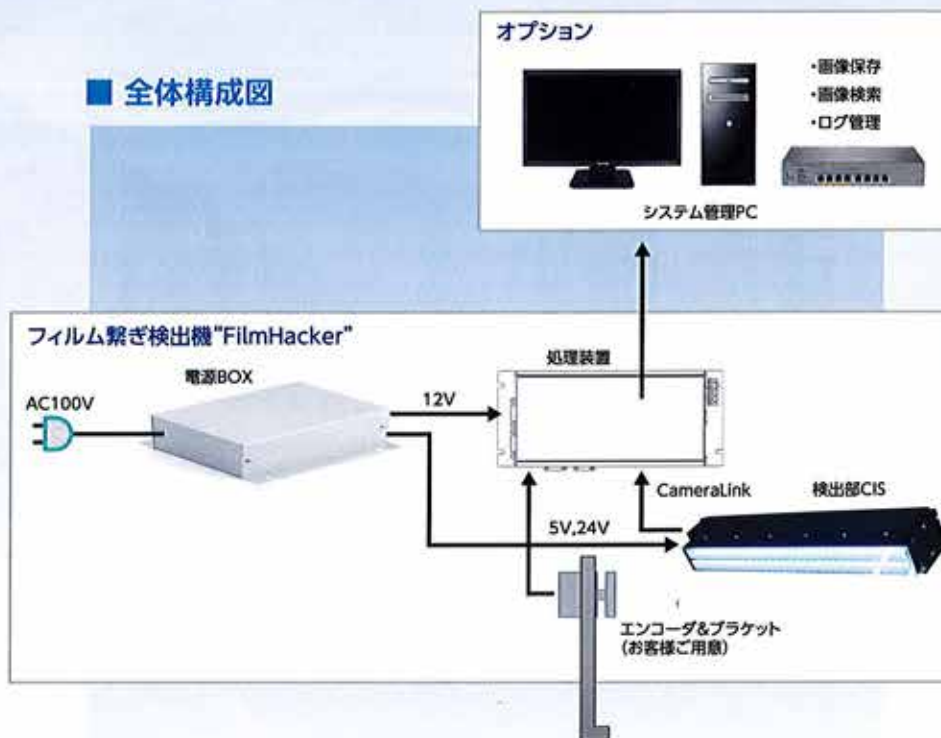 オプション
■ 全体構成図
・画像保存
・画像検索
・ログ管理
システム管理PC
フィルム繋ぎ検出機"FilmHacker"
処理装置
電源BOX
AC100V
12V
CameraLink
検出部CIS
5V,24V
エンコーダ&ブラケット
(お客様ご用意)